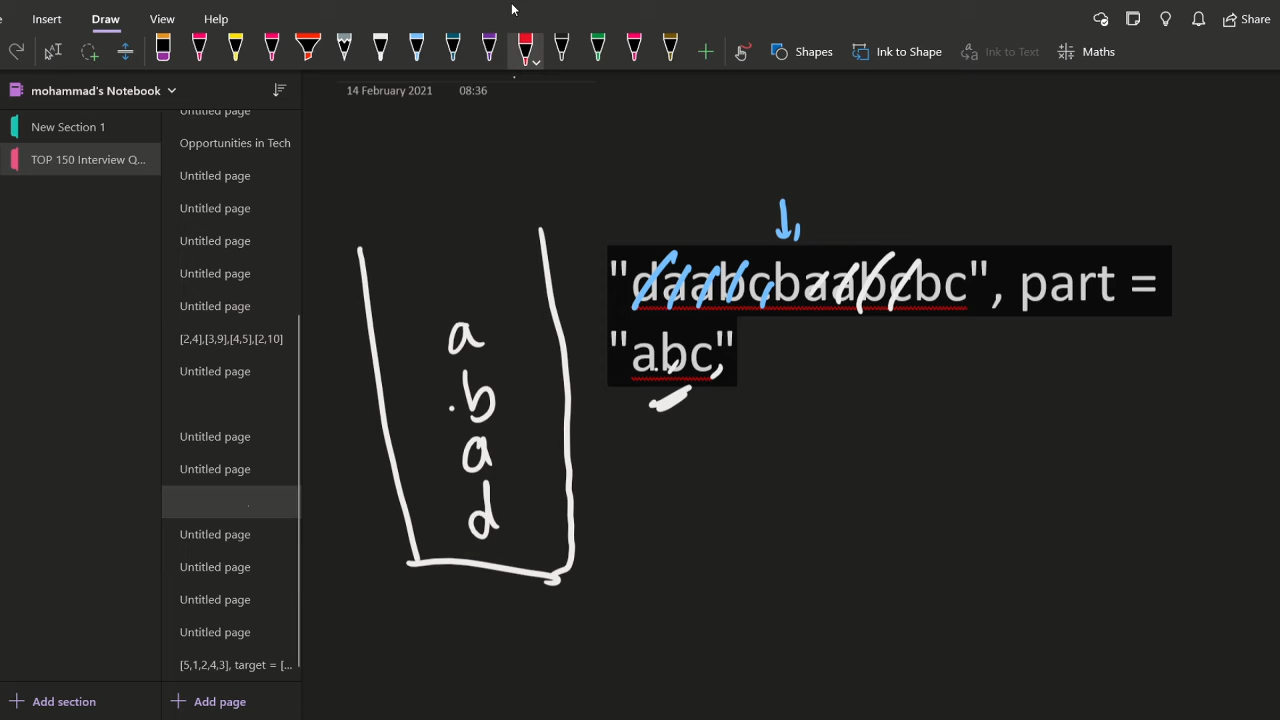 Insert Draw View Help
Share
Shapes Ink to Shape Ink to Text Maths
mohammad's Notebook
New Section 1
TOP 150 Interview Q...
Untitled page
Opportunities in Tech
Untitled page
Untitled page
Untitled page
Untitled page
Untitled page
[2,4],[3,9],[4,5],[2,10]
Untitled page
Untitled page
Untitled page
.
Untitled page
Untitled page
Untitled page
Untitled page
[5,1,2,4,3], target = [...
Add section
Add page
14 February 2021 08:36
"daabcbaabcbc", part =
"abc"
a
b
a
d